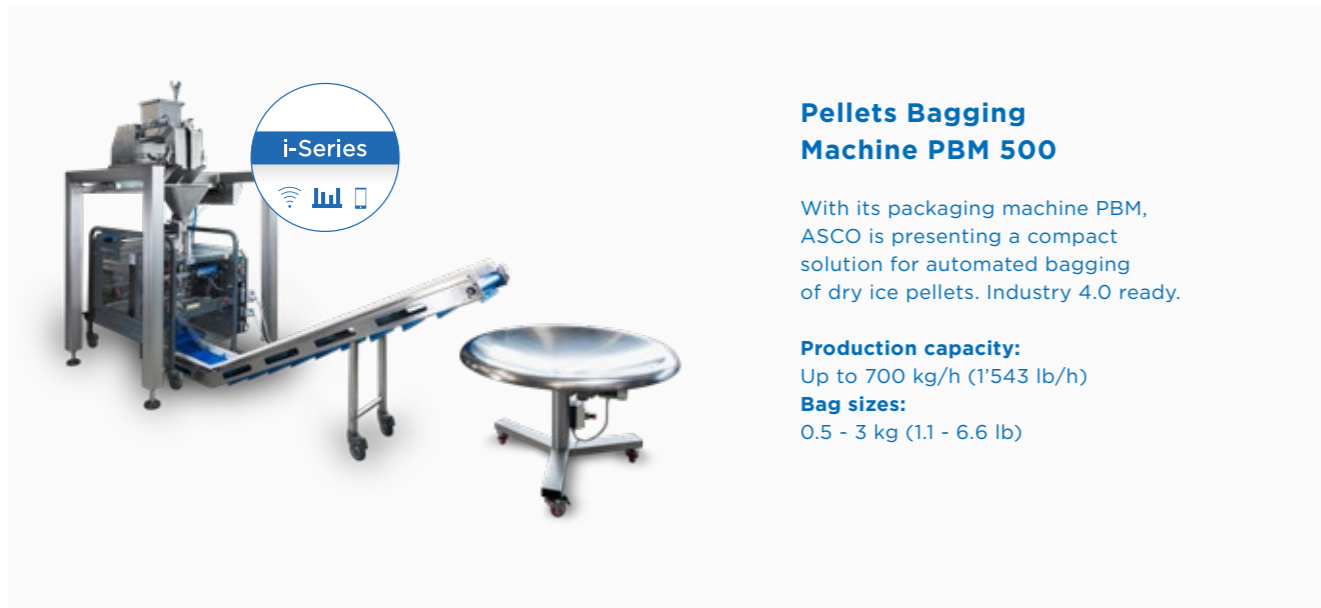 i-Series
Pellets Bagging
Machine PBM 500
With its packaging machine PBM,
ASCO is presenting a compact
solution for automated bagging
of dry ice pellets. Industry 4.0 ready.
Production capacity:
Up to 700 kg/h (1’543 lb/h)
Bag sizes:
0.5 - 3 kg (1.1 - 6.6 lb)